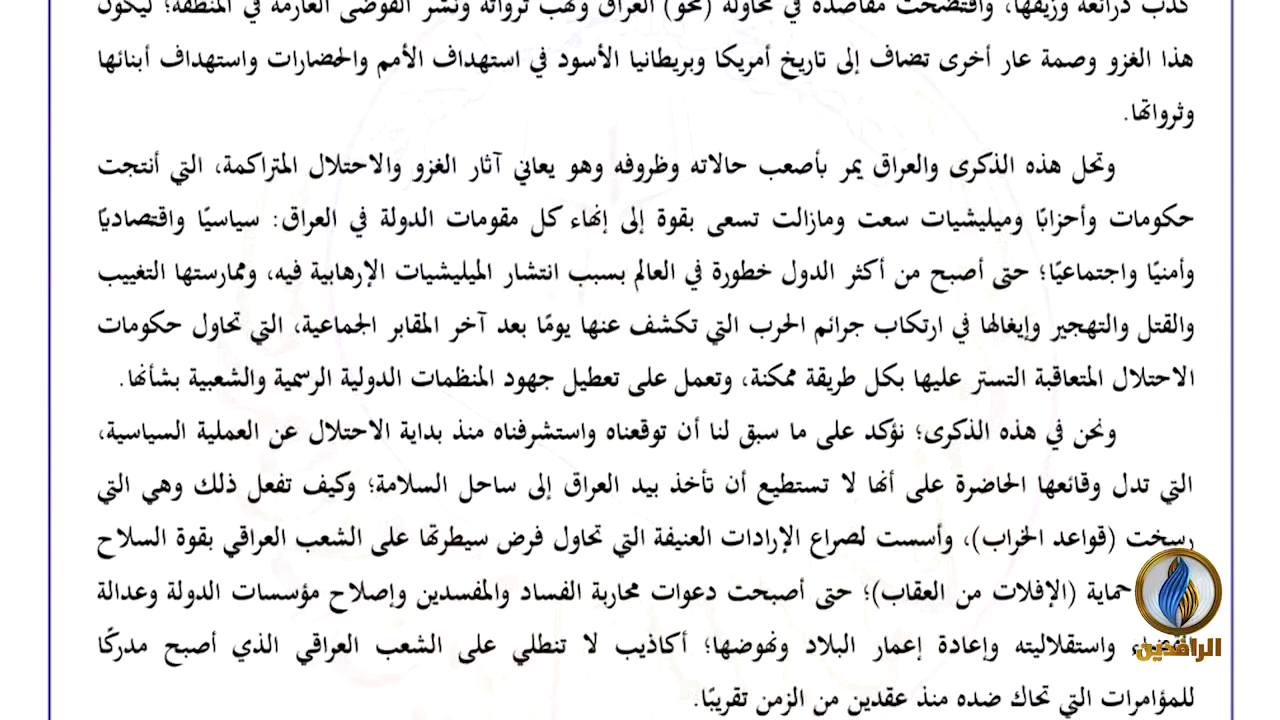 كذب ذرائعه وزيفها، وافتضحت مقاصده في محاولة (محو) العراق ونهب ثرواته ونشر الفوضى العارمة في المنطقة؛ ليكون
هذا الغزو وصمة عار أخرى تضاف إلى تاريخ أمريكا وبريطانيا الأسود في استهداف الأمم والحضارات واستهداف أبنائها
وثرواتها.
وتحل هذه الذكرى والعراق يمر بأصعب حالاته وظروفه وهو يعاني آثار الغزو والاحتلال المتراكمة، التي أنتجت
حكومات وأحزابًا وميليشيات سعت ومازالت تسعى بقوة إلى إنهاء كل مقومات الدولة في العراق: سياسيًا واقتصاديًا
وأمنيًا واجتماعيًا؛ حتى أصبح من أكثر الدول خطورة في العالم بسبب انتشار الميليشيات الإرهابية فيه، وممارستها التغييب
والقتل والتهجير وإيغالها في ارتكاب جرائم الحرب التي تكشف عنها يومًا بعد آخر المقابر الجماعية، التي تحاول حكومات
الاحتلال المتعاقبة التستر عليها بكل طريقة ممكنة، وتعمل على تعطيل جهود المنظمات الدولية الرسمية والشعبية بشأنها.
ونحن في هذه الذكرى؛ نؤكد على ما سبق لنا أن توقعناه واستشرفناه منذ بداية الاحتلال عن العملية السياسية،
التي تدل وقائعها الحاضرة على أنها لا تستطيع أن تأخذ بيد العراق إلى ساحل السلامة؛ وكيف تفعل ذلك وهي التي
رسخت (قواعد الخراب)، وأسست لصراع الإرادات العنيفة التي تحاول فرض سيطرتها على الشعب العراقي بقوة السلاح
حماية (الإفلات من العقاب)؛ حتى أصبحت دعوات محاربة الفساد والمفسدين وإصلاح مؤسسات الدولة وعدالة
واستقلاليته وإعادة إعمار البلاد ونهوضها؛ أكاذيب لا تنطلي على الشعب العراقي الذي أصبح مدركًا
للمؤامرات التي تحاك ضده منذ عقدين من الزمن تقريبًا.
الرافدين